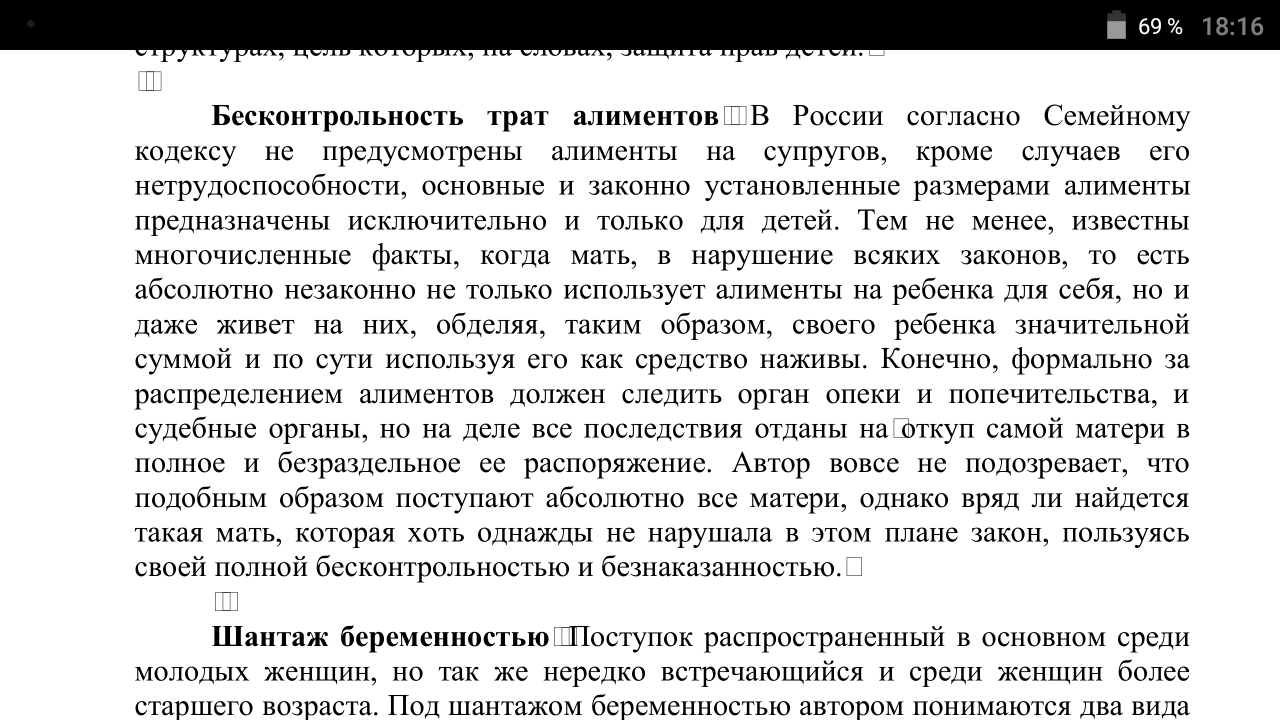 69 % 18:16
структурах, цель которых, на словах, защита прав детей.
Бесконтрольность трат алиментов В России согласно Семейному
кодексу не предусмотрены алименты на супругов, кроме случаев его
нетрудоспособности, основные и законно установленные размерами алименты
предназначены исключительно и только для детей. Тем не менее, известны
многочисленные факты, когда мать, в нарушение всяких законов, то есть
абсолютно незаконно не только использует алименты на ребенка для себя, но и
даже живет на них, обделяя, таким образом, своего ребенка значительной
суммой и по сути используя его как средство наживы. Конечно, формально за
распределением алиментов должен следить орган опеки и попечительства, и
судебные органы, но на деле все последствия отданы на откуп самой матери в
полное и безраздельное ее распоряжение. Автор вовсе не подозревает, что
подобным образом поступают абсолютно все матери, однако вряд ли найдется
такая мать, которая хоть однажды не нарушала в этом плане закон, пользуясь
своей полной бесконтрольностью и безнаказанностью.
Шантаж беременностью Поступок распространенный в основном среди
молодых женщин, но так же нередко встречающийся и среди женщин более
старшего возраста. Под шантажом беременностью автором понимаются два вида